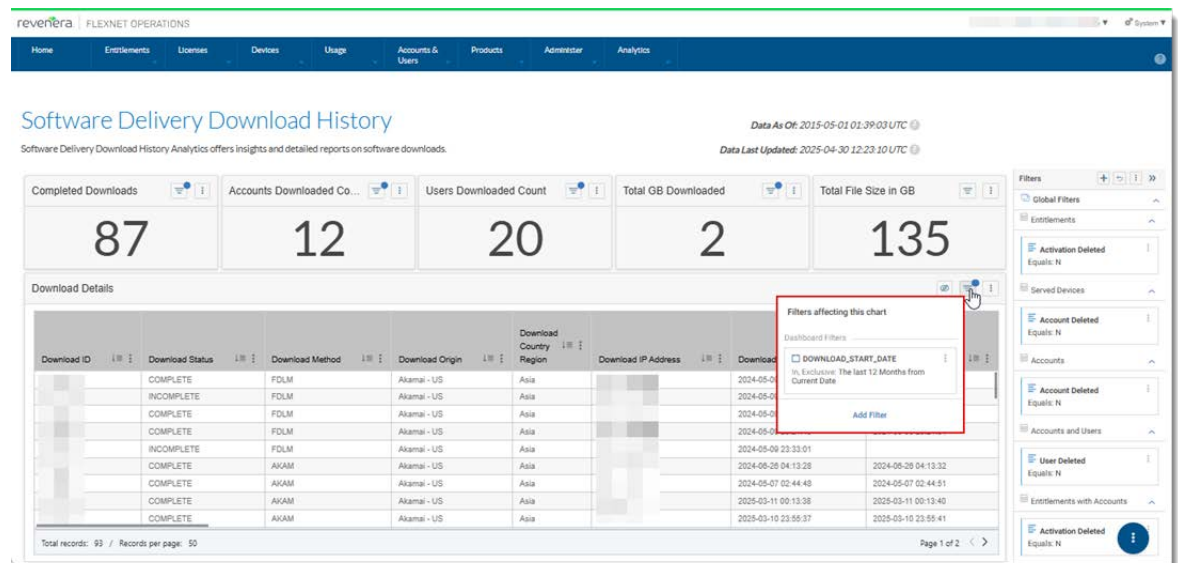 revenera. FLEXNET OPERATIONS
System
Home Entitlements Licenses Devices Usage Accounts & Users Products Administer Analytics
Software Delivery Download History
Data As Of: 2015-05-01 01:39:03 UTC
Software Delivery Download History Analytics offers insights and detailed reports on software downloads.
Data Last Updated: 2025-04-30 12:23:10 UTC
Completed Downloads
87
Accounts Downloaded Co...
12
Users Downloaded Count
20
Total GB Downloaded
2
Total File Size in GB
135
Download Details
Download ID Download Status Download Method Download Origin Download Country Region Download IP Address Download
COMPLETE FDLM Akamai - US Asia 2024-05-09
INCOMPLETE FDLM Akamai - US Asia
COMPLETE FDLM Akamai - US Asia
COMPLETE FDLM Akamai - US Asia
INCOMPLETE FDLM Akamai - US Asia 2024-05-09 23:33:01
COMPLETE AKAM Akamai - US Asia 2024-06-26 04:13:28 2024-06-26 04:13:32
COMPLETE AKAM Akamai - US Asia 2024-05-07 02:44:48 2024-05-07 02:44:51
COMPLETE AKAM Akamai - US Asia 2025-03-11 00:13:38 2025-03-11 00:13:40
COMPLETE AKAM Akamai - US Asia 2025-03-10 23:55:37 2025-03-10 23:55:41
Total records: 93 / Records per page: 50
Page 1 of 2
Filters affecting this chart
Dashboard Filters
DOWNLOAD_START_DATE
In, Exclusive: The last 12 Months from
Current Date
Add Filter
Filters
Global Filters
Entitlements
Activation Deleted
Equals: N
Served Devices
Account Deleted
Equals: N
Accounts
Account Deleted
Equals: N
Accounts and Users
User Deleted
Equals: N
Entitlements with Accounts
Activation Deleted
Equals: N